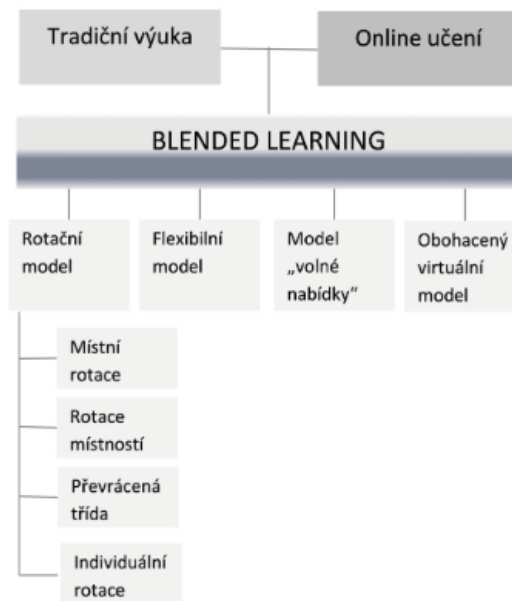 Tradiční výuka
Online učení
BLENDED LEARNING
Rotační
model
Flexibilní
model
Model
„volné
nabídky“
Obohacený
virtuální
model
Místní
rotace
Rotace
místností
Převrácená
třída
Individuální
rotace